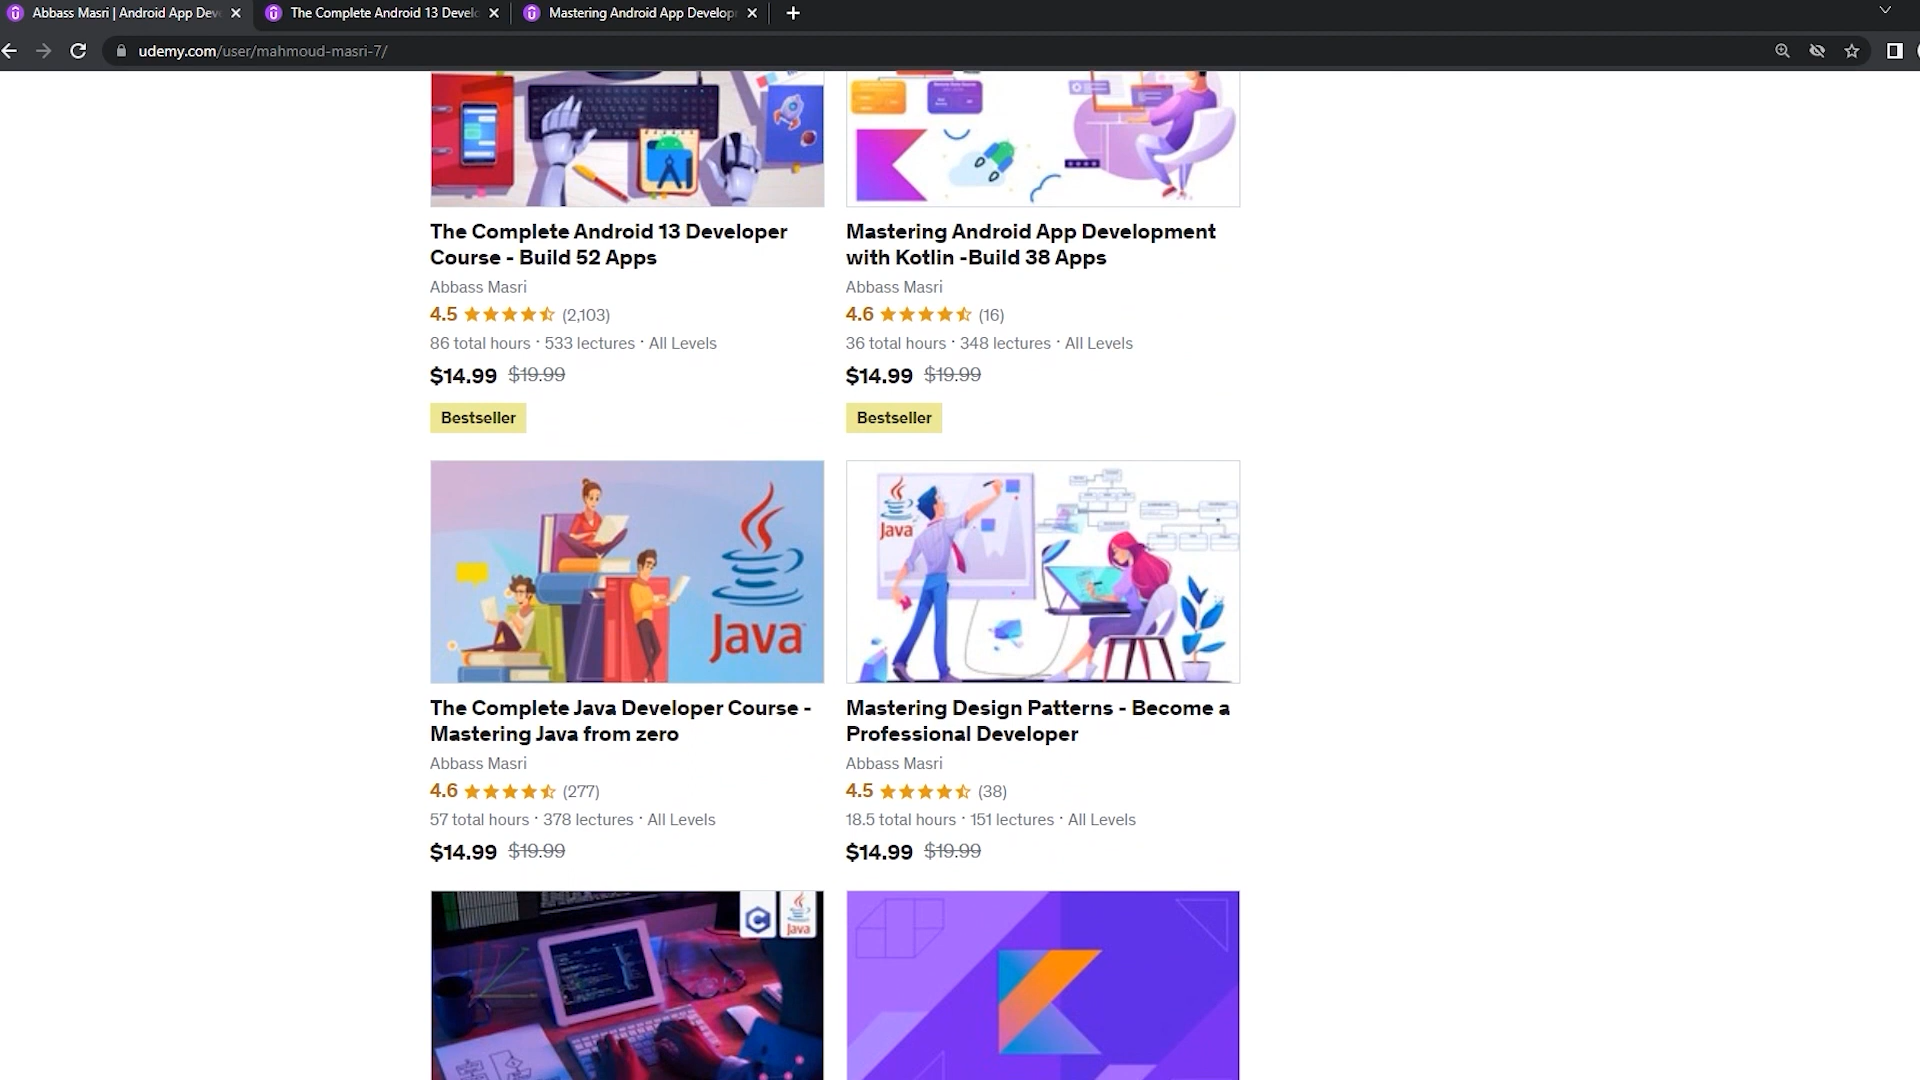 Abbass Masri | Android App Dev
The Complete Android 13 Develo
Mastering Android App Develop
udemy.com/user/mahmoud-masri-7/
The Complete Android 13 Developer
Course - Build 52 Apps
Abbass Masri
4.5 (2,103)
86 total hours · 533 lectures · All Levels
$14.99 $19.99
Bestseller
Mastering Android App Development
with Kotlin -Build 38 Apps
Abbass Masri
4.6 (16)
36 total hours · 348 lectures · All Levels
$14.99 $19.99
Bestseller
Java
Java
The Complete Java Developer Course -
Mastering Java from zero
Abbass Masri
4.6 (277)
57 total hours · 378 lectures · All Levels
$14.99 $19.99
Mastering Design Patterns - Become a
Professional Developer
Abbass Masri
4.5 (38)
18.5 total hours · 151 lectures · All Levels
$14.99 $19.99
C
Java